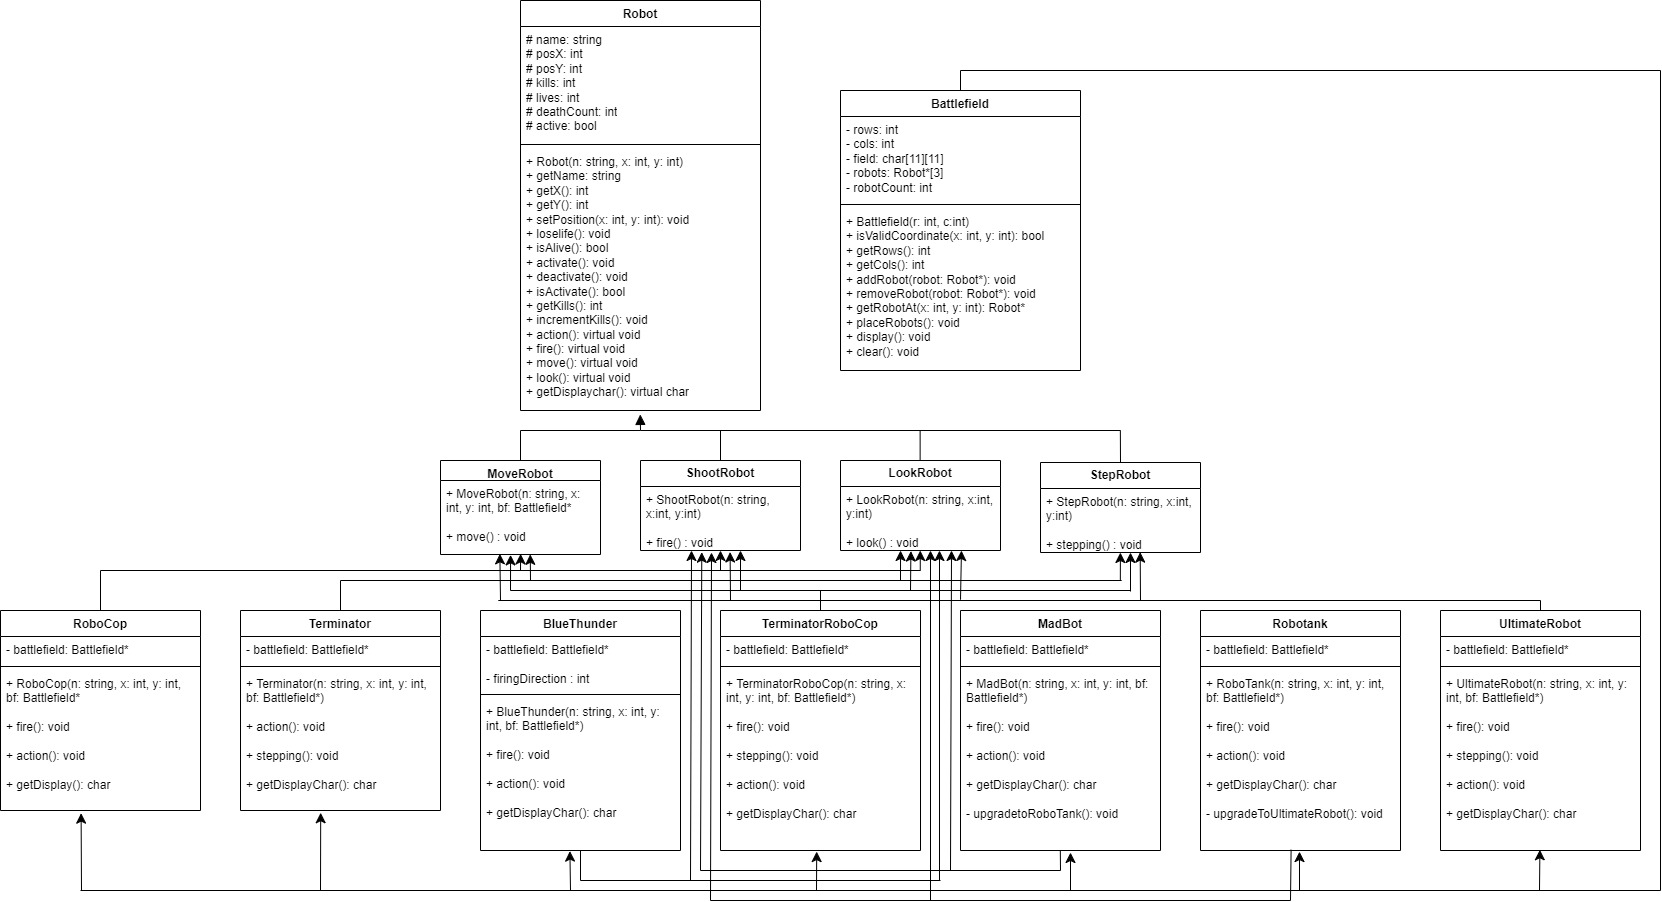 Robot
# name: string
# posX: int
# posY: int
# kills: int
# lives: int
# deathCount: int
# active: bool
+ Robot(n: string, x: int, y: int)
+ getName: string
+ getX(): int
+ getY(): int
+ setPosition(x: int, y: int): void
+ loselife(): void
+ isAlive(): bool
+ activate(): void
+ deactivate(): void
+ isActivate(): bool
+ getKills(): int
+ incrementKills(): void
+ action(): virtual void
+ fire(): virtual void
+ move(): virtual void
+ look(): virtual void
+ getDisplaychar(): virtual char
Battlefield
- rows: int
- cols: int
- field: char[11][11]
- robots: Robot*[3]
- robotCount: int
+ Battlefield(r: int, c:int)
+ isValidCoordinate(x: int, y: int): bool
+ getRows(): int
+ getCols(): int
+ addRobot(robot: Robot*): void
+ removeRobot(robot: Robot*): void
+ getRobotAt(x: int, y: int): Robot*
+ placeRobots(): void
+ display(): void
+ clear(): void
MoveRobot
+ MoveRobot(n: string, x:
int, y: int, bf: Battlefield*
+ move() : void
ShootRobot
+ ShootRobot(n: string,
x:int, y:int)
+ fire() : void
LookRobot
+ LookRobot(n: string, x:int,
y:int)
+ look() : void
StepRobot
+ StepRobot(n: string, x:int,
y:int)
+ stepping() : void
RoboCop
- battlefield: Battlefield*
+ RoboCop(n: string, x: int, y: int,
bf: Battlefield*
+ fire(): void
+ action(): void
+ getDisplay(): char
Terminator
- battlefield: Battlefield*
+ Terminator(n: string, x: int, y: int,
bf: Battlefield*)
+ action(): void
+ stepping(): void
+ getDisplayChar(): char
BlueThunder
- battlefield: Battlefield*
- firingDirection : int
+ BlueThunder(n: string, x: int, y:
int, bf: Battlefield*)
+ fire(): void
+ action(): void
+ getDisplayChar(): char
TerminatorRoboCop
- battlefield: Battlefield*
+ TerminatorRoboCop(n: string, x:
int, y: int, bf: Battlefield*)
+ fire(): void
+ stepping(): void
+ action(): void
+ getDisplayChar(): char
MadBot
- battlefield: Battlefield*
+ MadBot(n: string, x: int, y: int, bf:
Battlefield*)
+ fire(): void
+ action(): void
+ getDisplayChar(): char
- upgradetoRoboTank(): void
Robotank
- battlefield: Battlefield*
+ RoboTank(n: string, x: int, y: int,
bf: Battlefield*)
+ fire(): void
+ action(): void
+ getDisplayChar(): char
- upgradeToUltimateRobot(): void
UltimateRobot
- battlefield: Battlefield*
+ UltimateRobot(n: string, x: int, y:
int, bf: Battlefield*)
+ fire(): void
+ stepping(): void
+ action(): void
+ getDisplayChar(): char